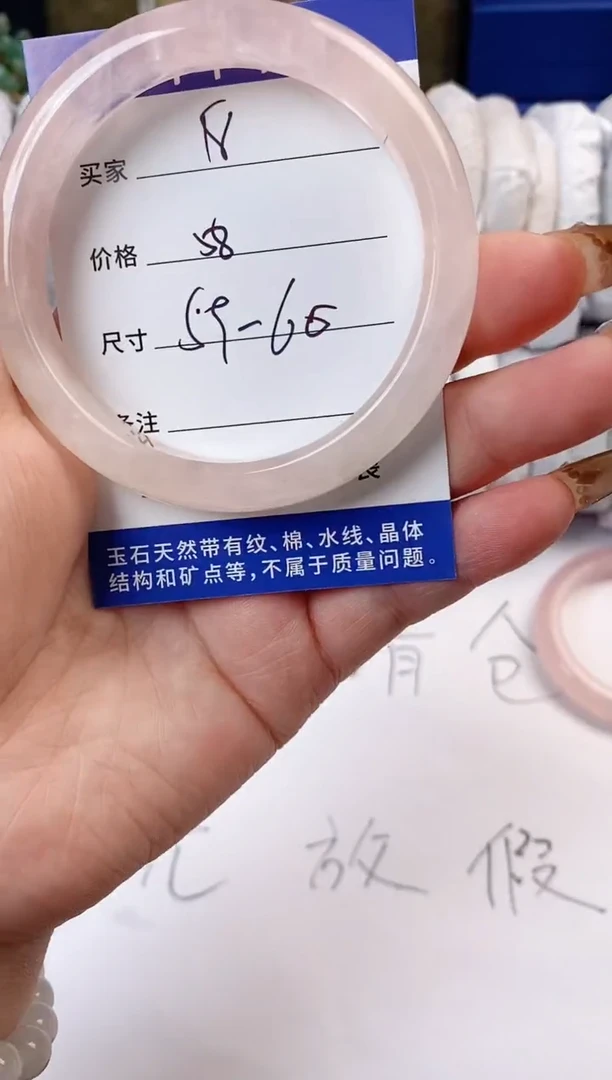 买家 N
价格 58
尺寸 59-60
备注
玉石天然带有纹、棉、水线、晶体
结构和矿点等，不属于质量问题。
有 仓
放 假